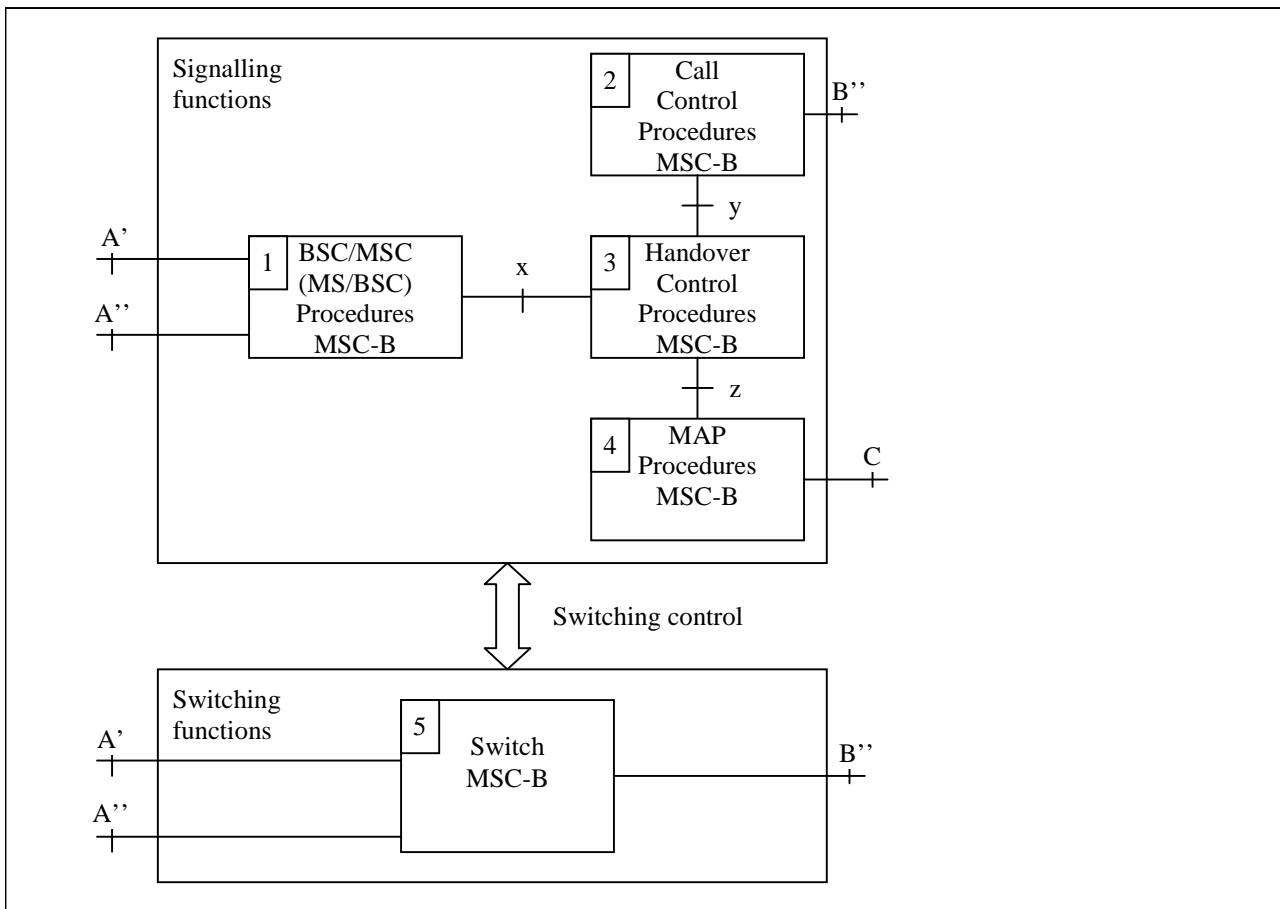 Signalling
functions
2
Call
Control
Procedures
MSC-B
B’’
y
A'
A’’
1
BSC/MSC
(MS/BSC)
Procedures
MSC-B
x
3
Handover
Control
Procedures
MSC-B
z
4
MAP
Procedures
MSC-B
C
Switching control
Switching
functions
5
Switch
MSC-B
A’
A’’
B’’